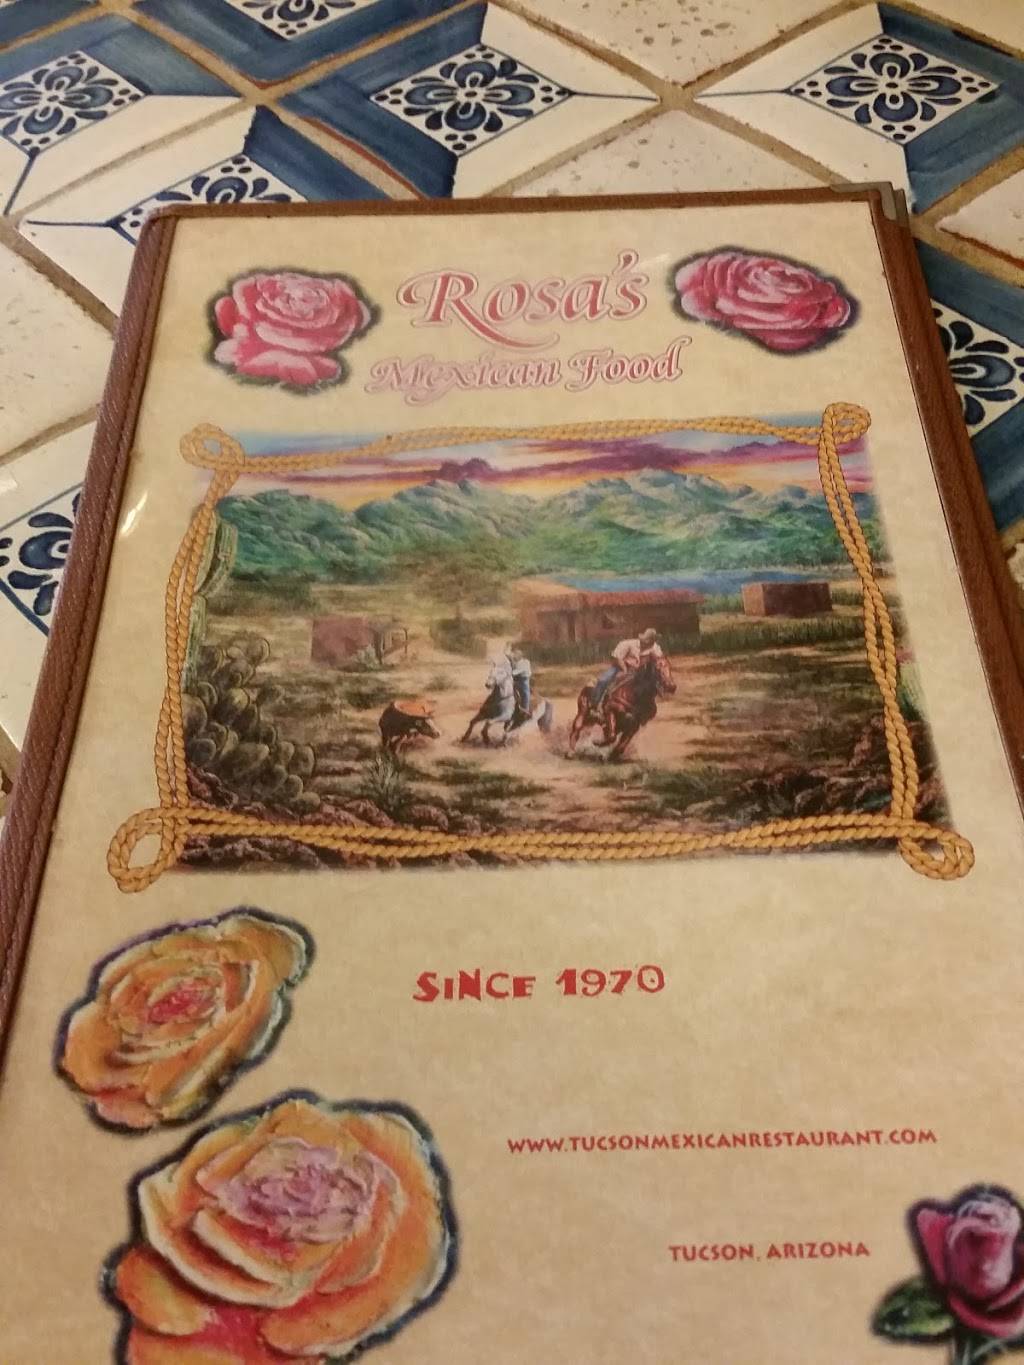 Rosa's
Mexican Food
SINCE 1970
WWW.TUCSONMEXICANRESTAURANT.COM
TUCSON, ARIZONA